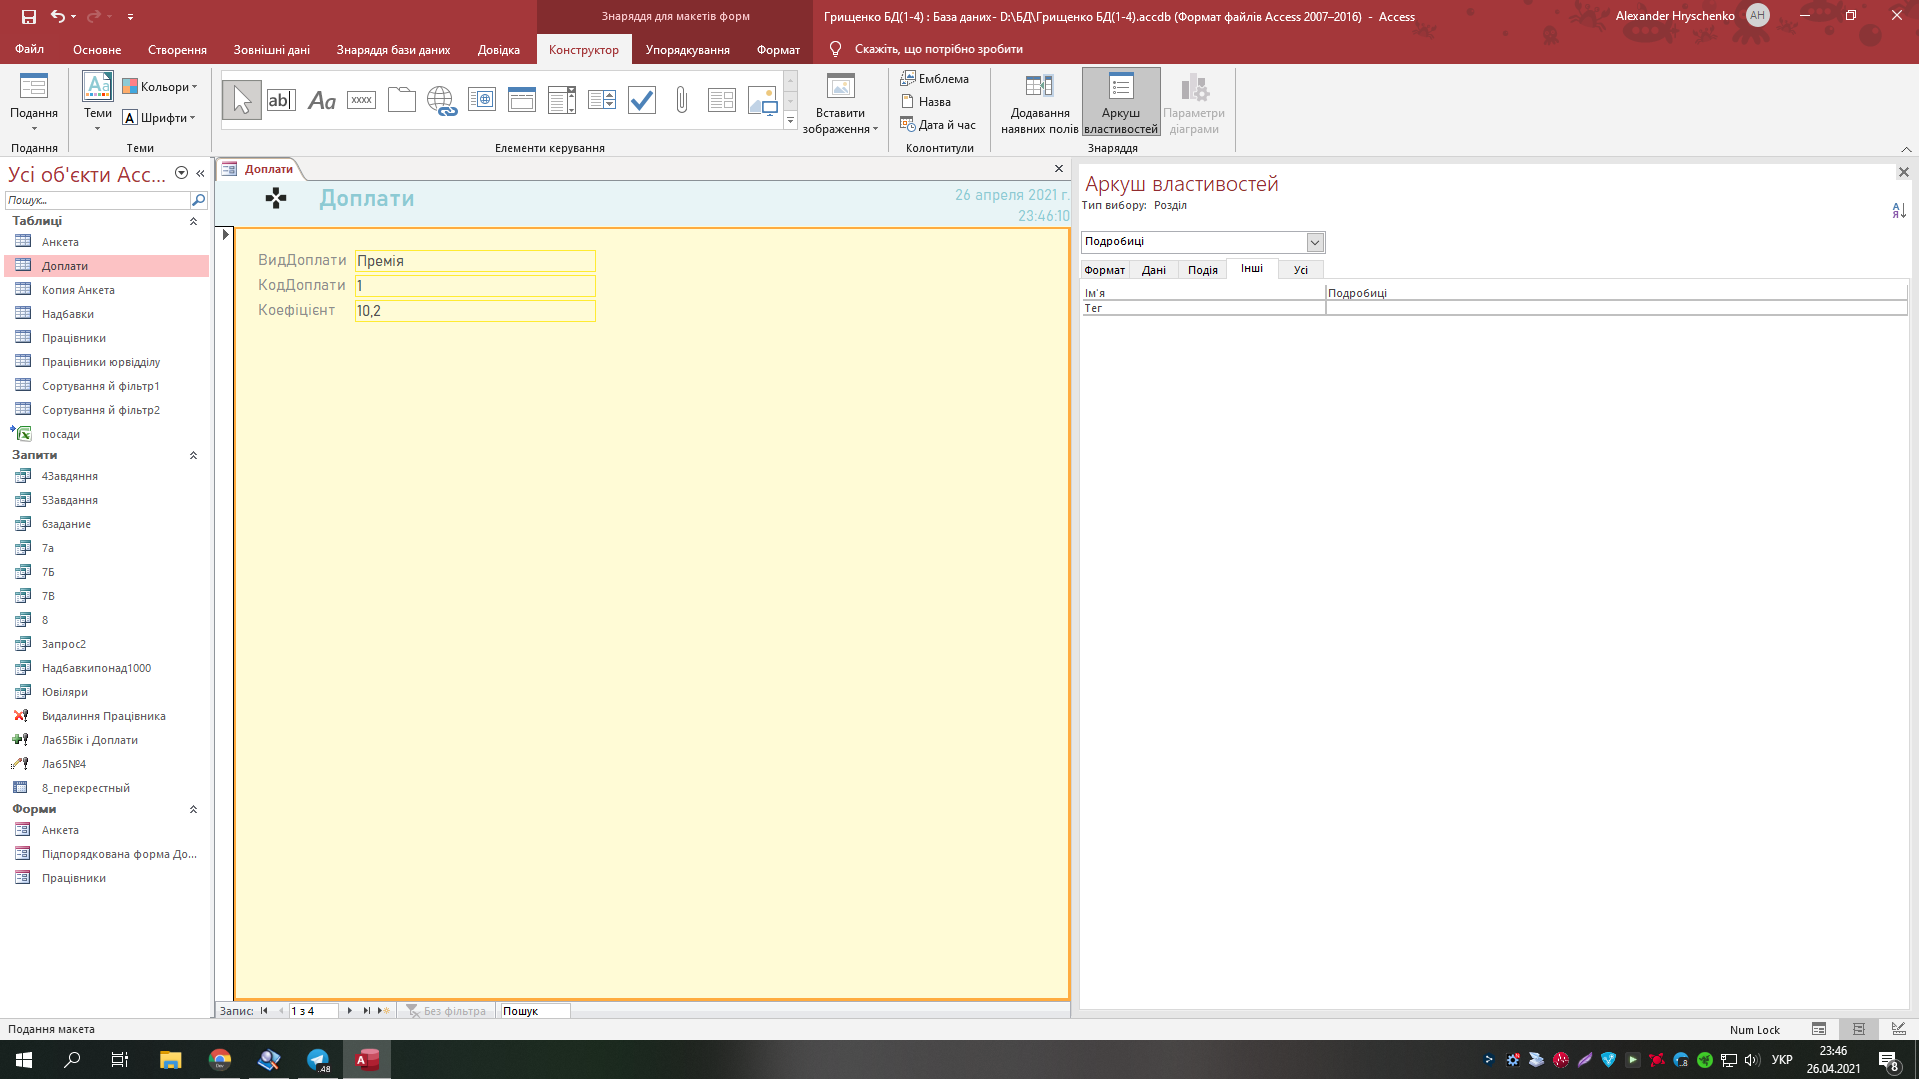 Знаряддя для макетів форм
Грищенко БД(1-4) : База даних- D:\БД\Грищенко БД(1-4).accdb (Формат файлів Access 2007–2016) - Access
Alexander Hryschenko
AH
Файл
Основне
Створення
Зовнішні дані
Знаряддя бази даних
Довідка
Конструктор
Упорядкування
Формат
Скажіть, що потрібно зробити
Подання
Теми
Кольори
Шрифти
ab
Aa
xxxx
Вставити
зображення
Емблема
Назва
Дата й час
Додавання
наявних полів
Аркуш
властивостей
Параметри
діаграми
Подання
Теми
Елементи керування
Колонтитули
Знаряддя
Усі об'єкти Acc...
Пошук...
Таблиці
Анкета
Доплати
Копия Анкета
Надбавки
Працівники
Працівники юрвідділу
Сортування й фільтр1
Сортування й фільтр2
посади
Запити
4Завдяння
5Завдання
6задание
7а
7Б
7В
8
Запрос2
Надбавкипонад1000
Ювіляри
Видалиння Працівника
Лаб5Вік і Доплати
Лаб5№4
8_перекрестный
Форми
Анкета
Підпорядкована форма До...
Працівники
Доплати
Доплати
26 апреля 2021 г.
23:46:10
ВидДоплати Премія
КодДоплати 1
Коефіцієнт 10,2
Запис: 1 з 4 Без фільтра Пошук
Аркуш властивостей
Тип вибору: Розділ
Подробиці
Формат Дані Подія Інші Усі
Ім'я Подробиці
Тег
Подання макета
Num Lock
УКР
23:46
26.04.2021
8